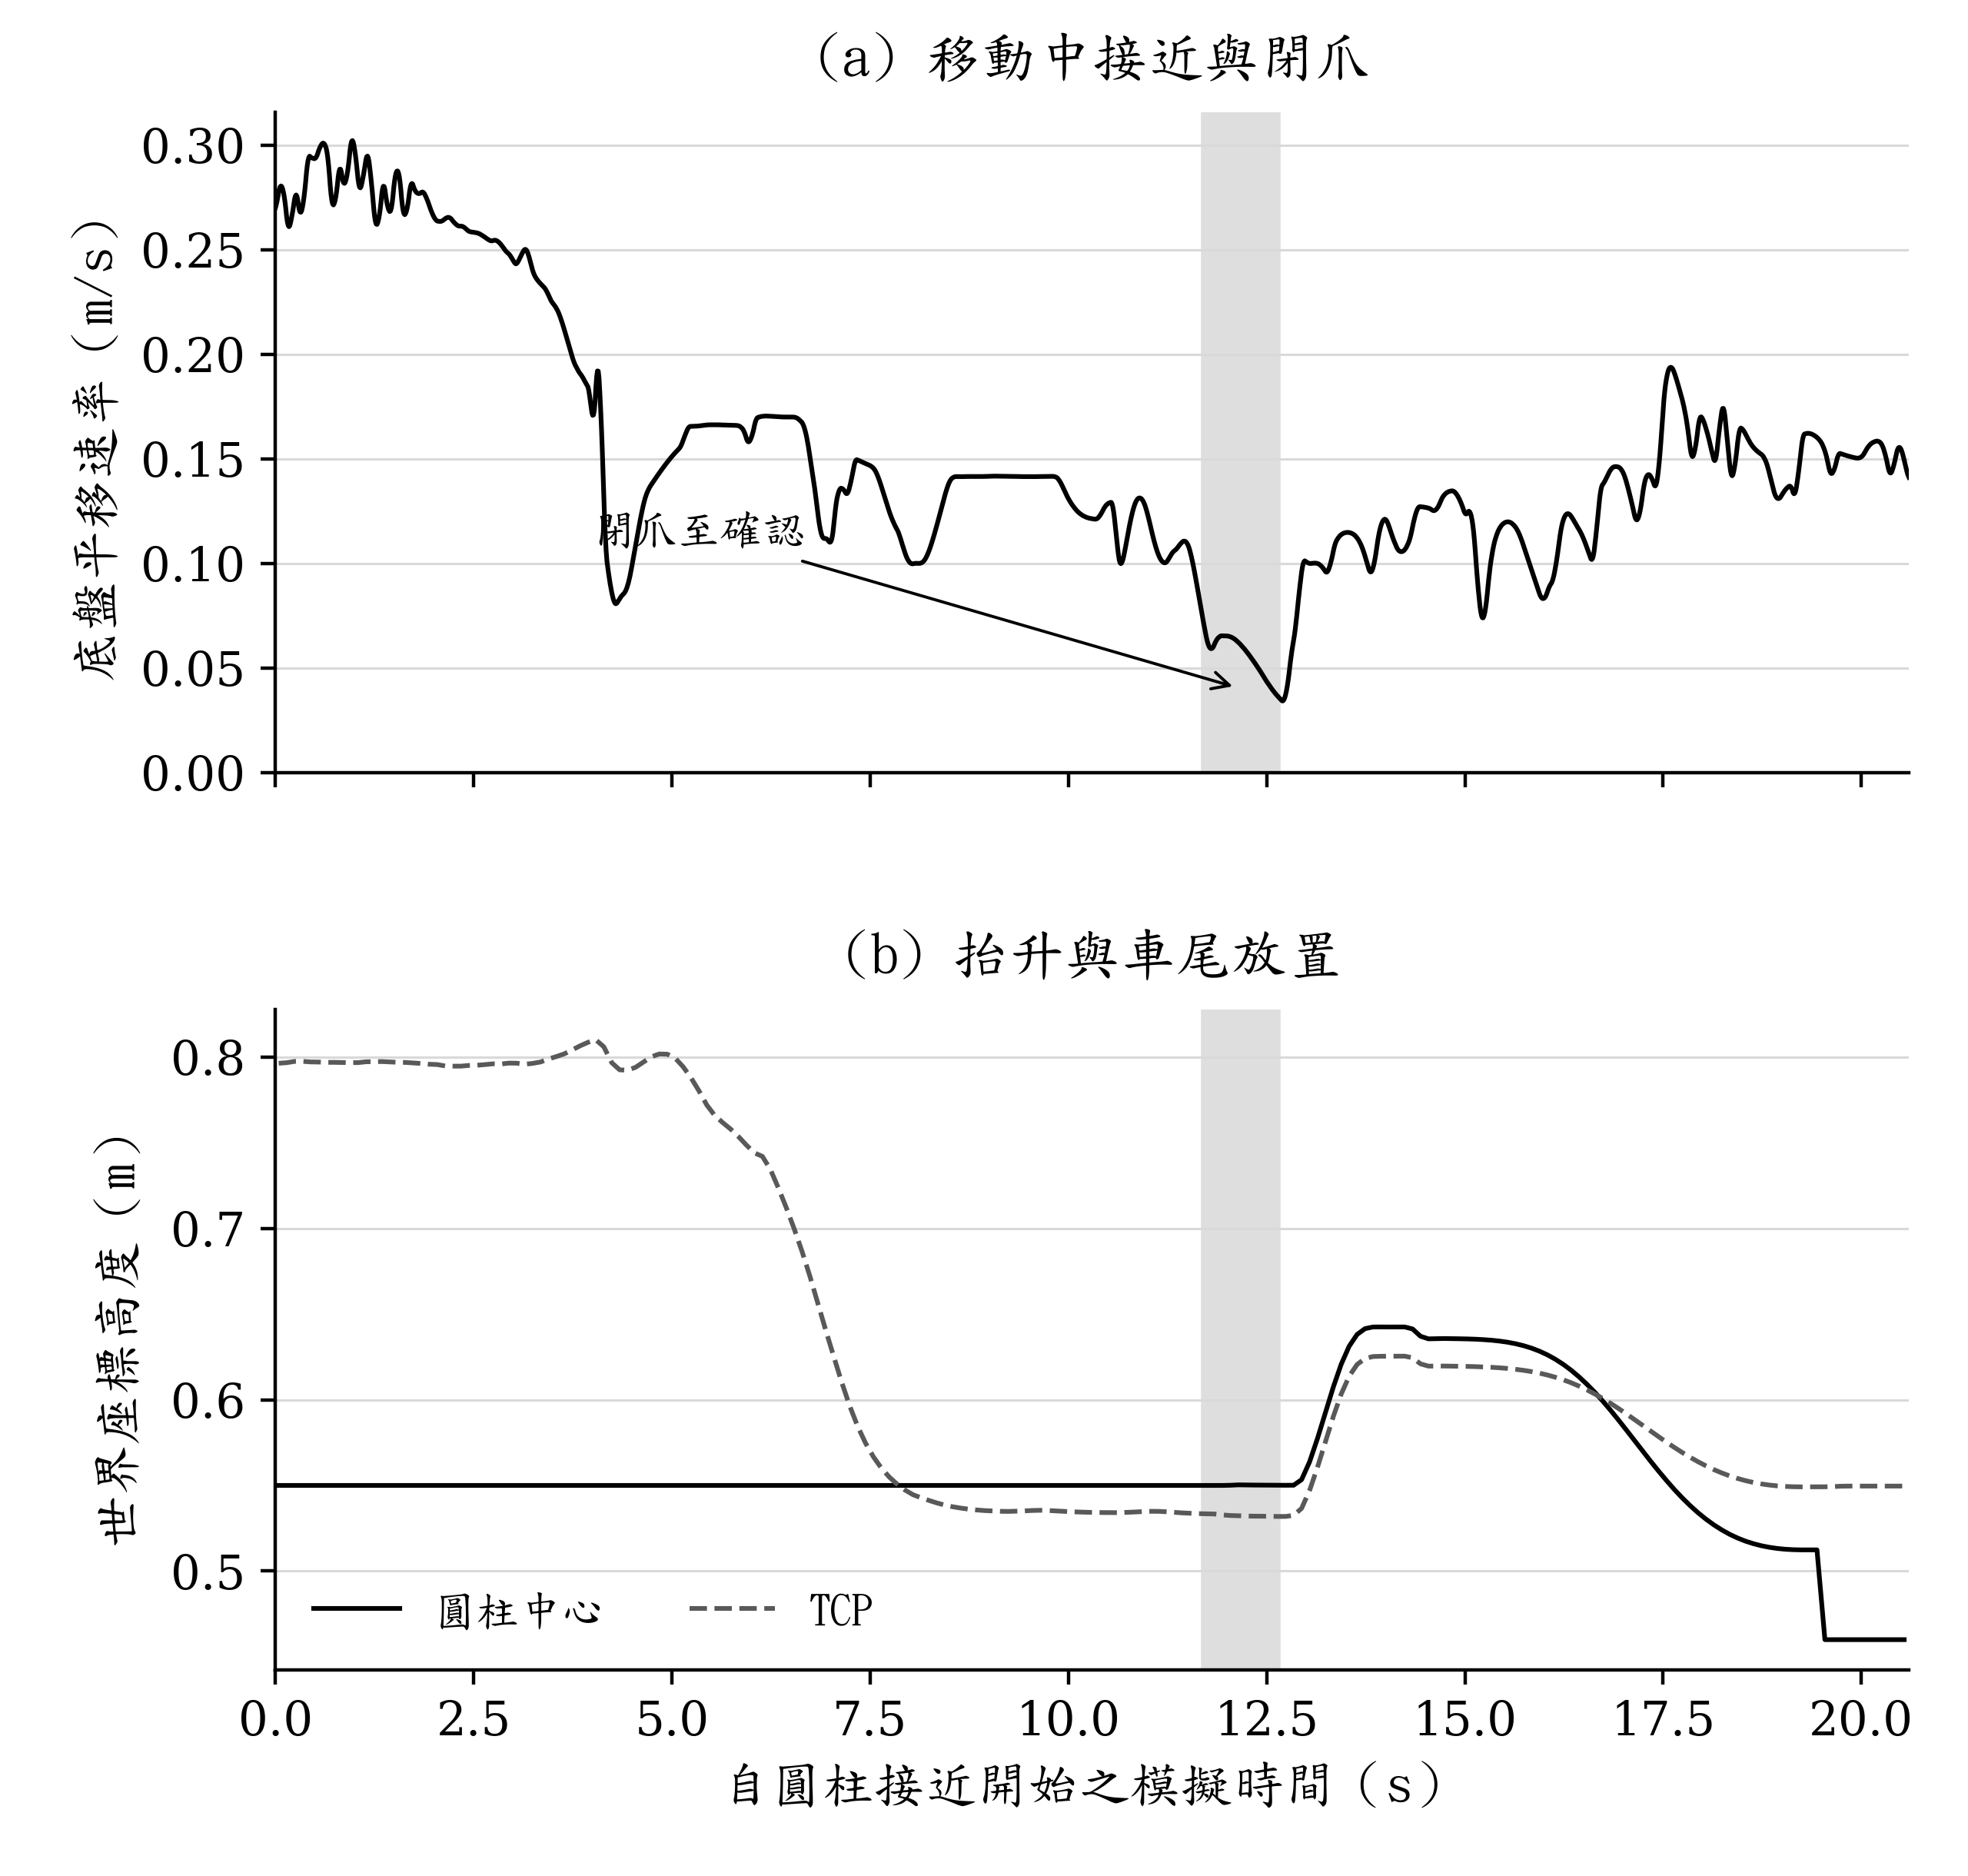 (a) 移動中接近與閉爪
底盤平移速率 (m/s)
0.30
0.25
0.20
0.15
0.10
0.05
0.00
閉爪至確認
(b) 抬升與車尾放置
世界座標高度 (m)
0.8
0.7
0.6
0.5
圓柱中心 TCP
0.0 2.5 5.0 7.5 10.0 12.5 15.0 17.5 20.0
自圓柱接近開始之模擬時間 (s)